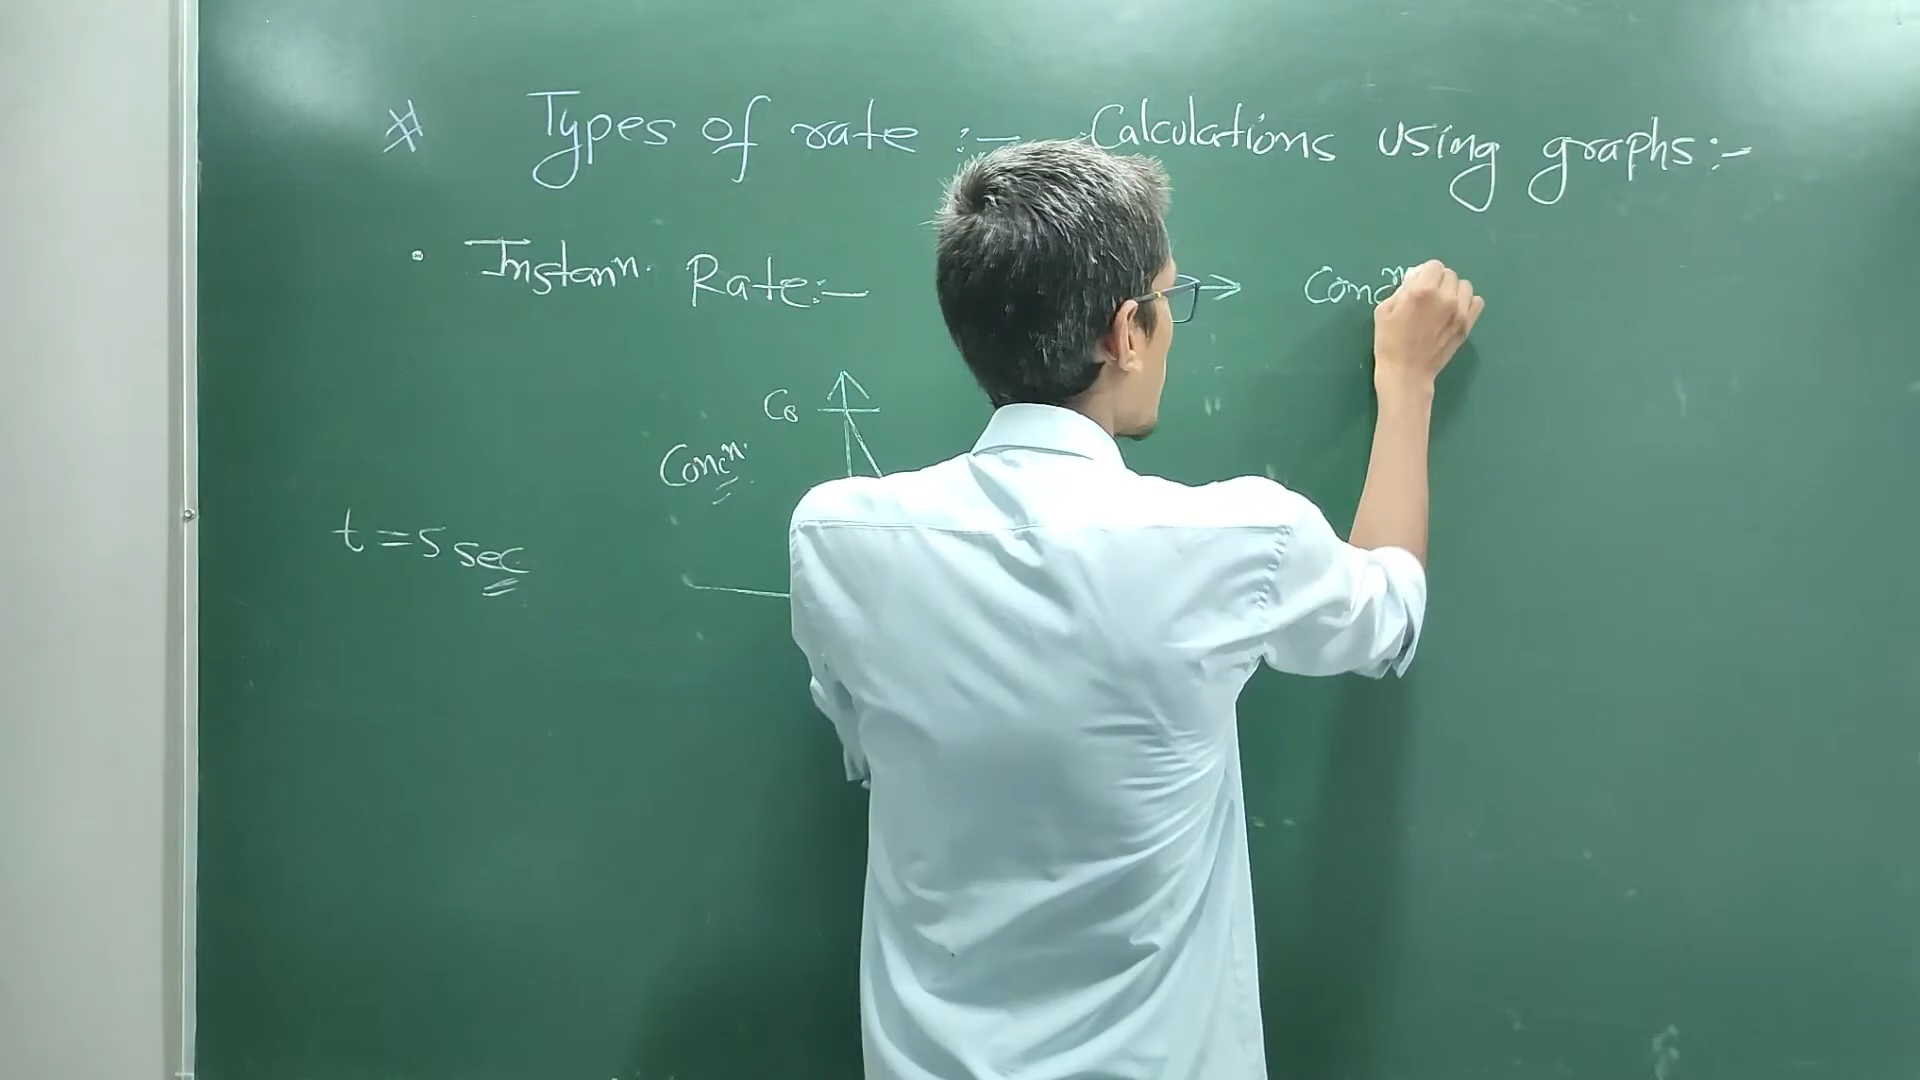 Types of rate :- Calculations using graphs:-
• Instann. Rate:- → Concn
C₀
Concn.
t = 5 sec